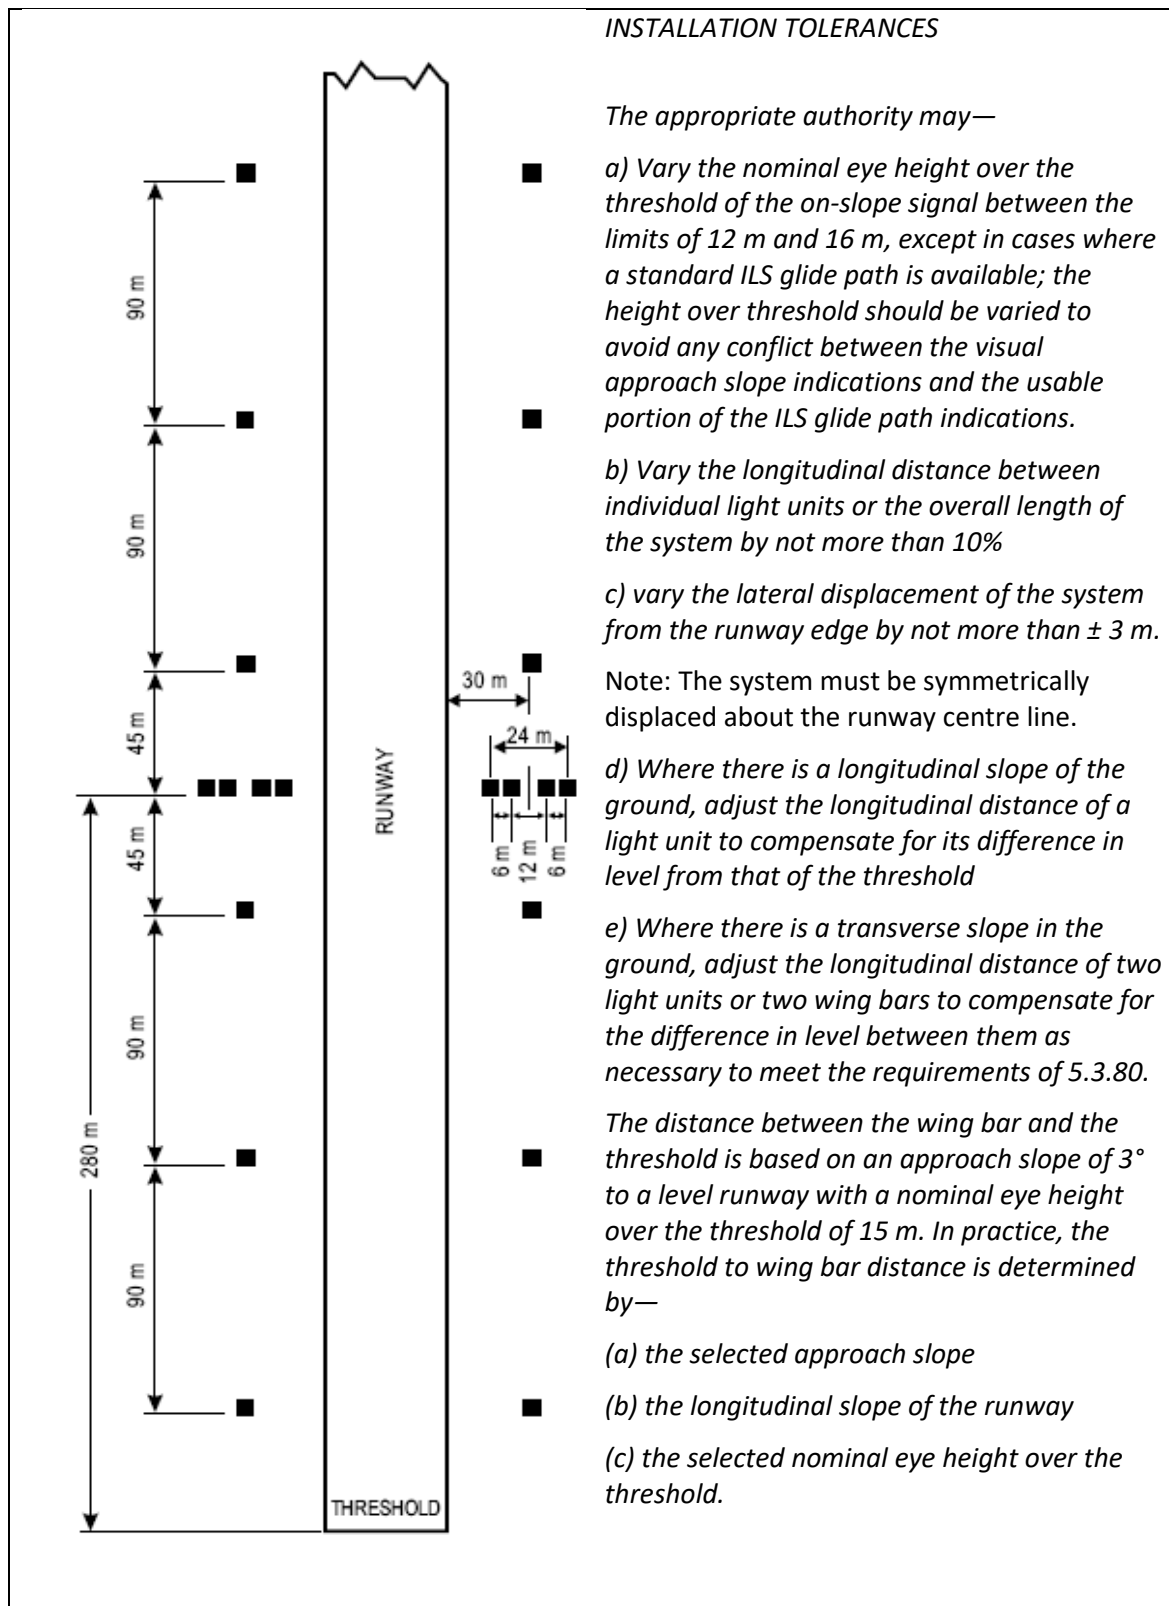 INSTALLATION TOLERANCES
The appropriate authority may—
a) Vary the nominal eye height over the
threshold of the on-slope signal between the
limits of 12 m and 16 m, except in cases where
a standard ILS glide path is available; the
height over threshold should be varied to
avoid any conflict between the visual
approach slope indications and the usable
portion of the ILS glide path indications.
b) Vary the longitudinal distance between
individual light units or the overall length of
the system by not more than 10%
c) vary the lateral displacement of the system
from the runway edge by not more than ± 3 m.
Note: The system must be symmetrically
displaced about the runway centre line.
d) Where there is a longitudinal slope of the
ground, adjust the longitudinal distance of a
light unit to compensate for its difference in
level from that of the threshold
e) Where there is a transverse slope in the
ground, adjust the longitudinal distance of two
light units or two wing bars to compensate for
the difference in level between them as
necessary to meet the requirements of 5.3.80.
The distance between the wing bar and the
threshold is based on an approach slope of 3°
to a level runway with a nominal eye height
over the threshold of 15 m. In practice, the
threshold to wing bar distance is determined
by—
(a) the selected approach slope
(b) the longitudinal slope of the runway
(c) the selected nominal eye height over the
threshold.
90 m
90 m
45 m
45 m
90 m
90 m
280 m
RUNWAY
THRESHOLD
30 m
24 m
6 m
12 m
6 m